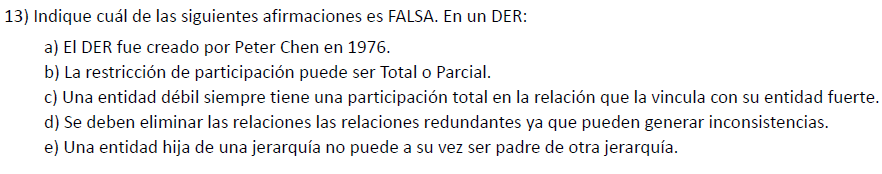 13) Indique cuál de las siguientes afirmaciones es FALSA. En un DER:
a) El DER fue creado por Peter Chen en 1976.
b) La restricción de participación puede ser Total o Parcial.
c) Una entidad débil siempre tiene una participación total en la relación que la vincula con su entidad fuerte.
d) Se deben eliminar las relaciones las relaciones redundantes ya que pueden generar inconsistencias.
e) Una entidad hija de una jerarquía no puede a su vez ser padre de otra jerarquía.